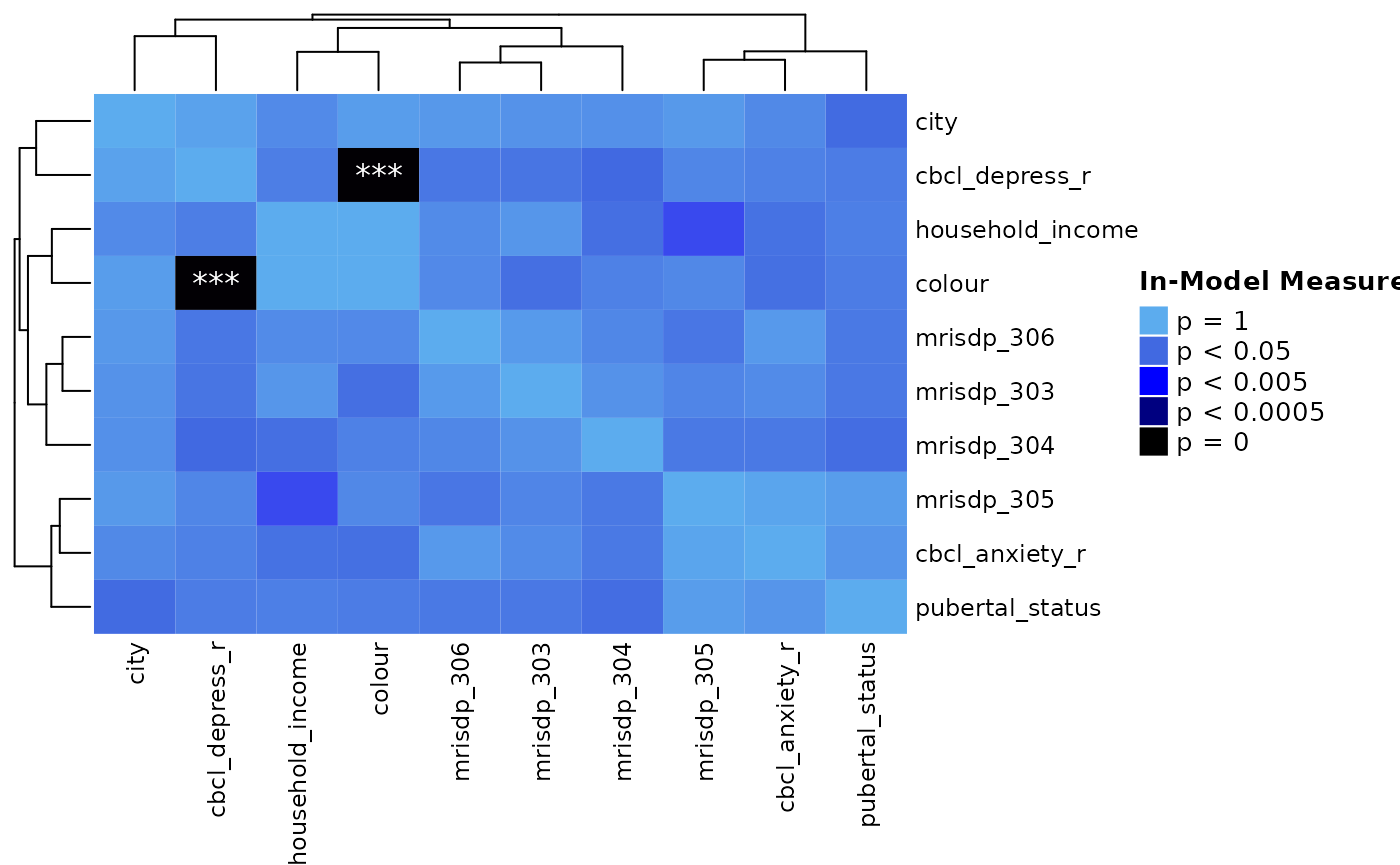 city
***
cbcl_depress_r
household_income
***
colour
mrisdp_306
mrisdp_303
mrisdp_304
mrisdp_305
cbcl_anxiety_r
pubertal_status
In-Model Measure
p = 1
p < 0.05
p < 0.005
p < 0.0005
p = 0
city
cbcl_depress_r
household_income
colour
mrisdp_306
mrisdp_303
mrisdp_304
mrisdp_305
cbcl_anxiety_r
pubertal_status